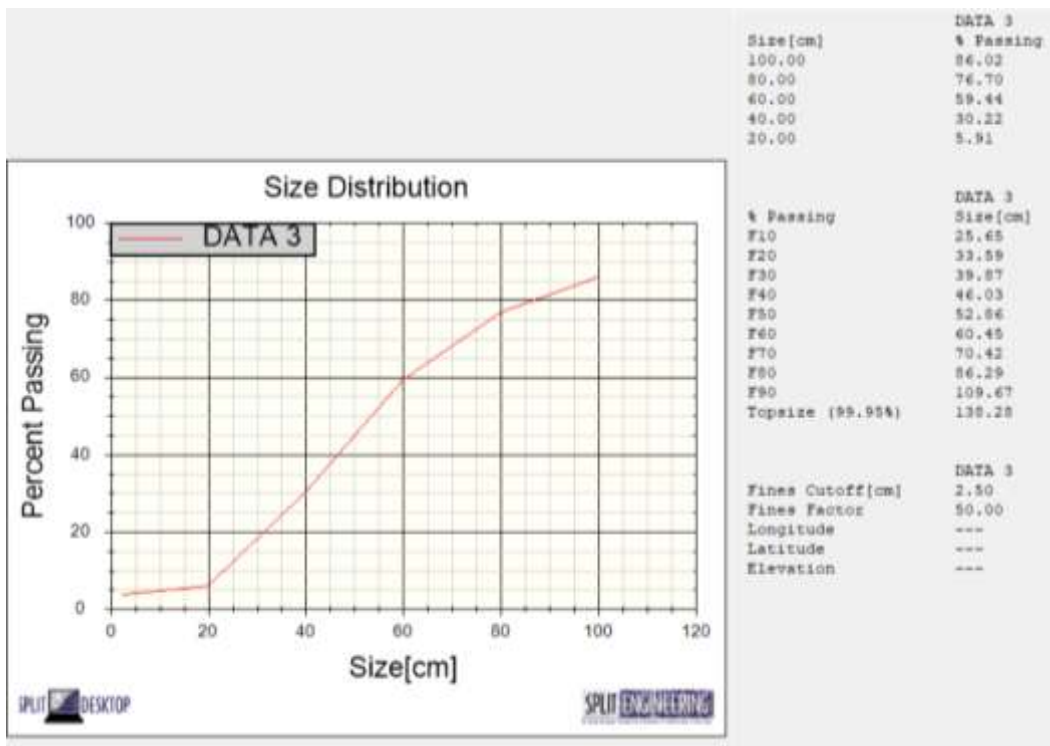 DATA 3
Size[cm] % Passing
100.00 86.02
80.00 76.70
60.00 59.44
40.00 30.22
20.00 5.91
DATA 3
% Passing Size[cm]
F10 25.65
F20 33.59
F30 39.87
F40 46.03
F50 52.86
F60 60.45
F70 70.42
F80 86.29
F90 109.67
Topsize (99.95%) 138.28
DATA 3
Fines Cutoff[cm] 2.50
Fines Factor 50.00
Longitude ---
Latitude ---
Elevation ---
Size Distribution
DATA 3
Percent Passing
100
80
60
40
20
0
0 20 40 60 80 100 120
Size[cm]
SPLIT DESKTOP
SPLIT ENGINEERING